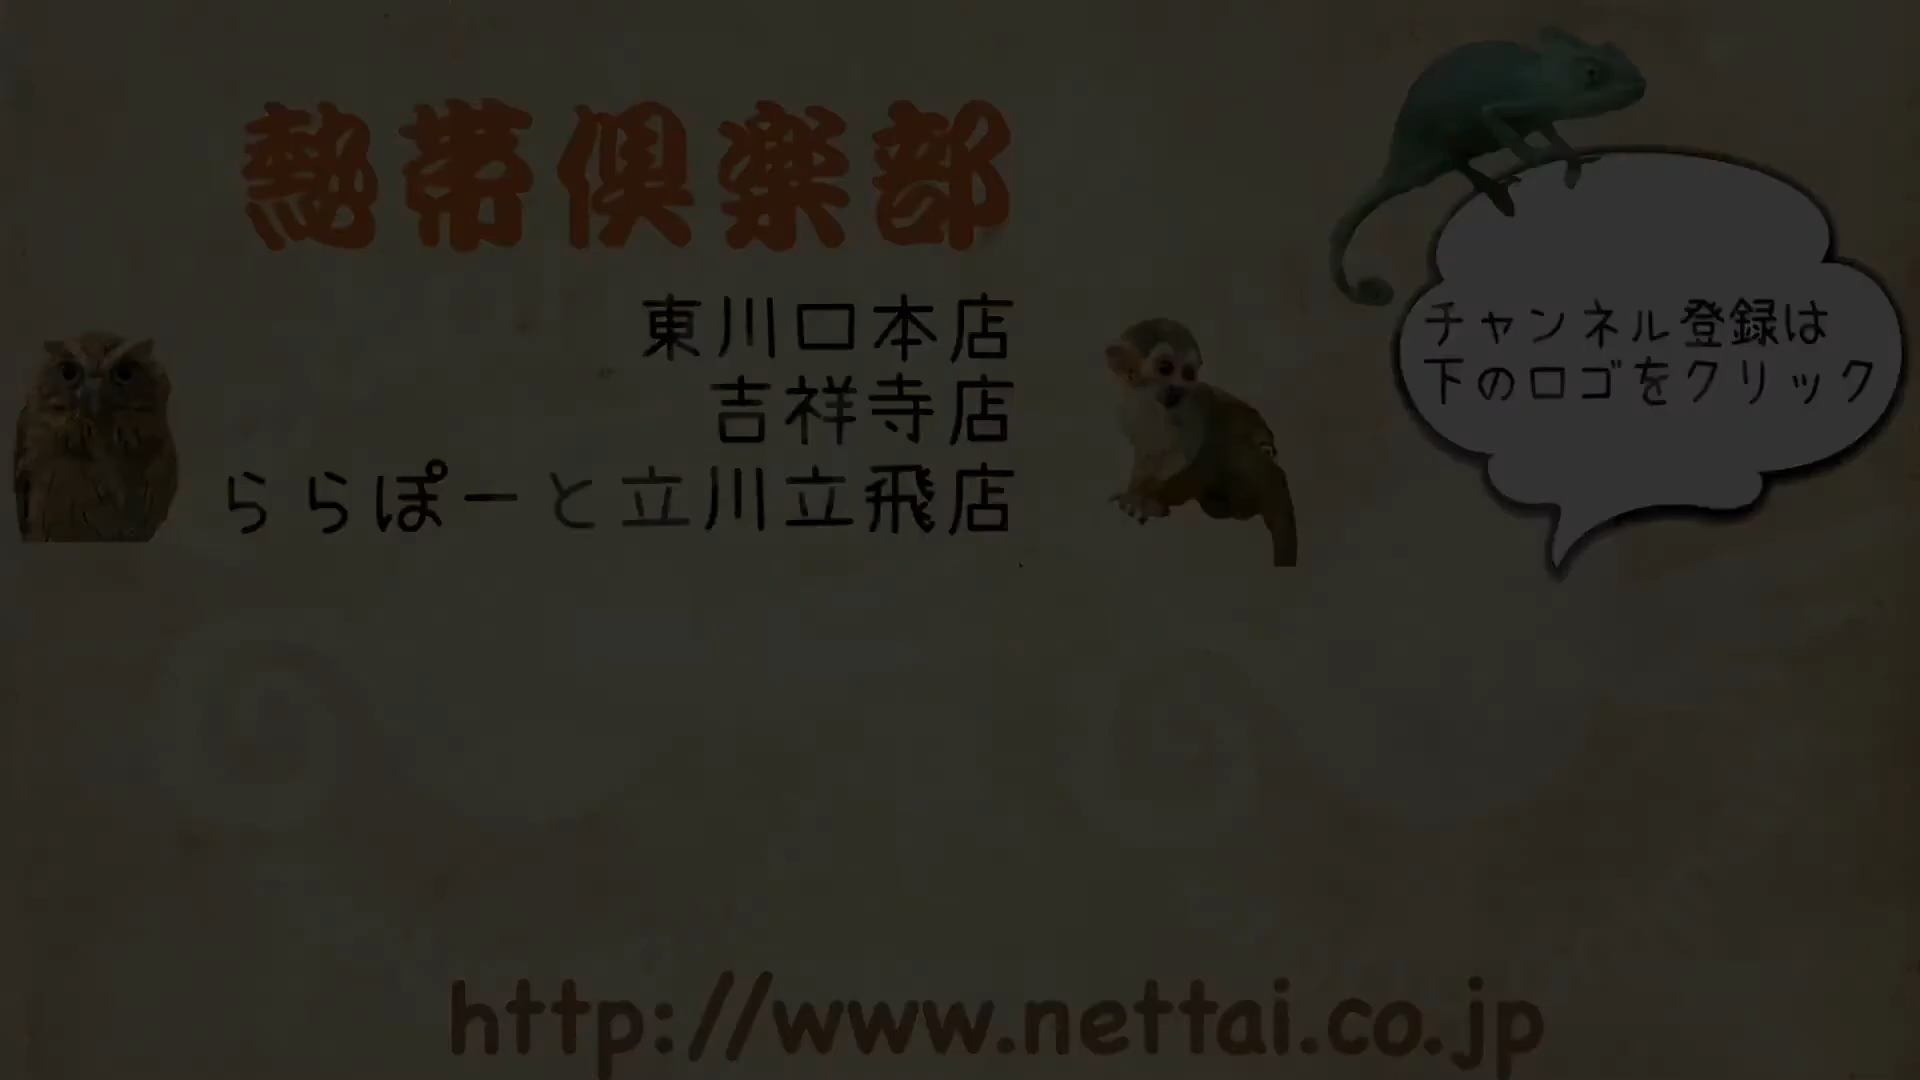 熱帯倶楽部
東川口本店
吉祥寺店
ららぽーと立川立飛店
チャンネル登録は
下のロゴをクリック
http://www.nettai.co.jp